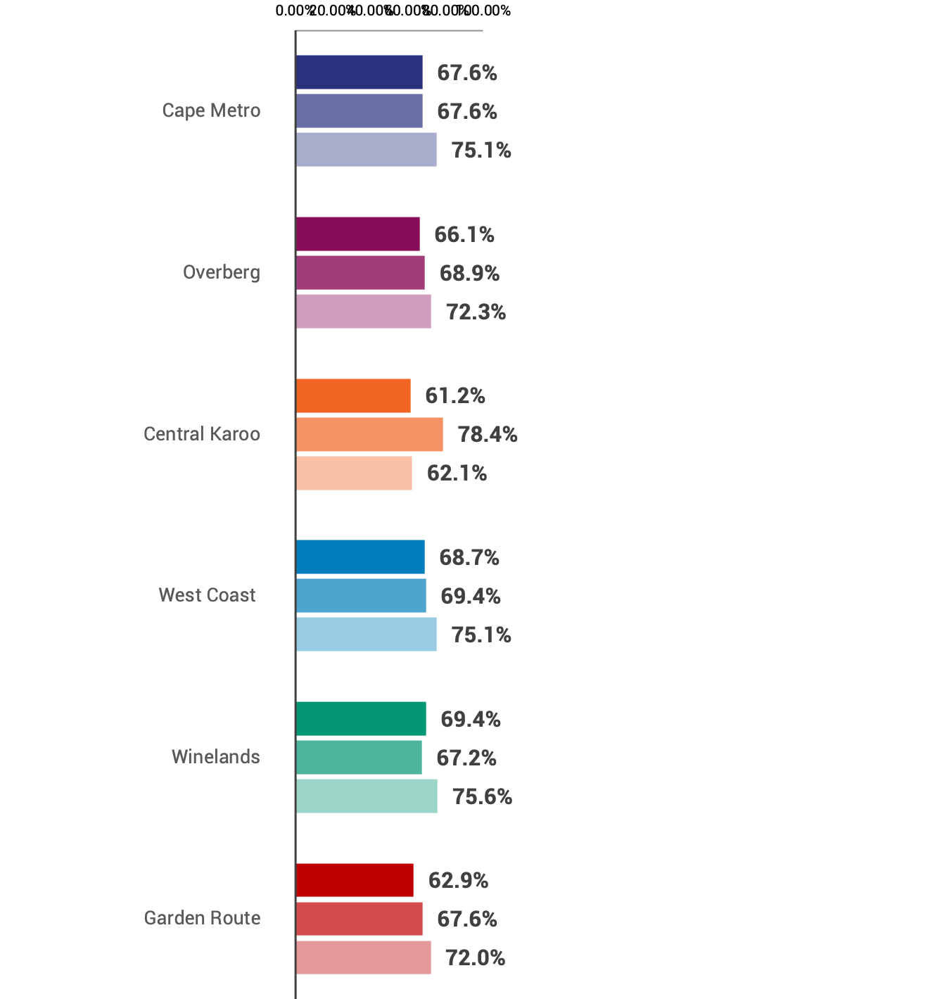 0.00% 20.00% 40.00% 60.00% 80.00% 100.00%
67.6%
Cape Metro 67.6%
75.1%
66.1%
Overberg 68.9%
72.3%
61.2%
Central Karoo 78.4%
62.1%
68.7%
West Coast 69.4%
75.1%
69.4%
Winelands 67.2%
75.6%
62.9%
Garden Route 67.6%
72.0%